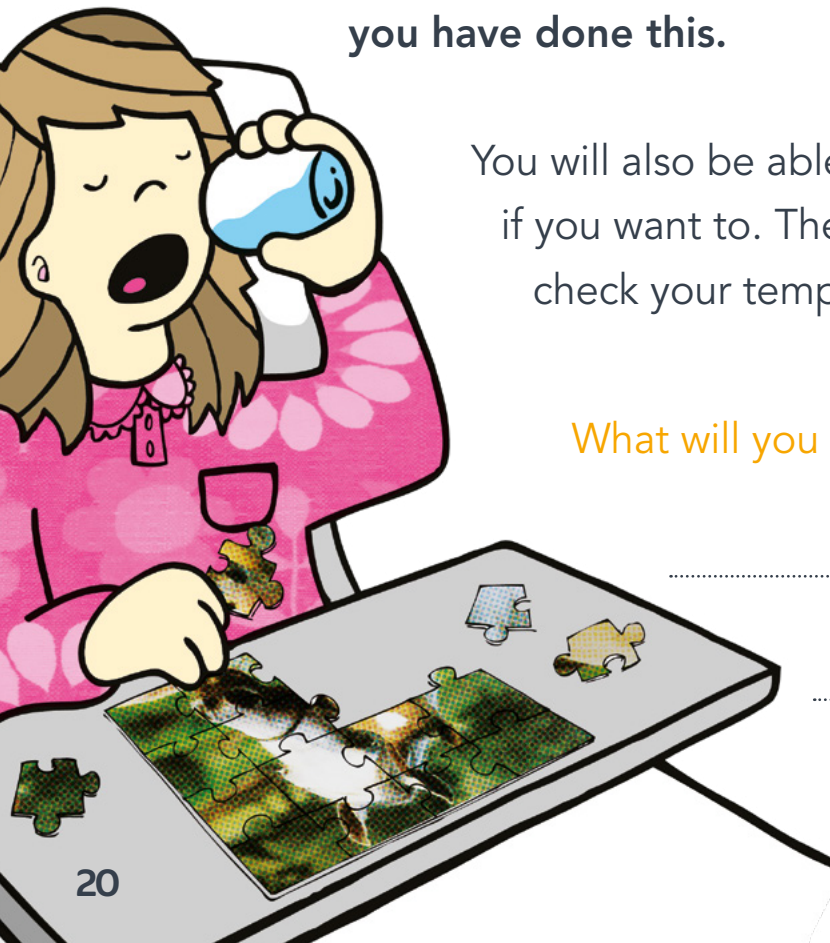 you have done this.
You will also be able
if you want to. The
check your temp
What will you
20